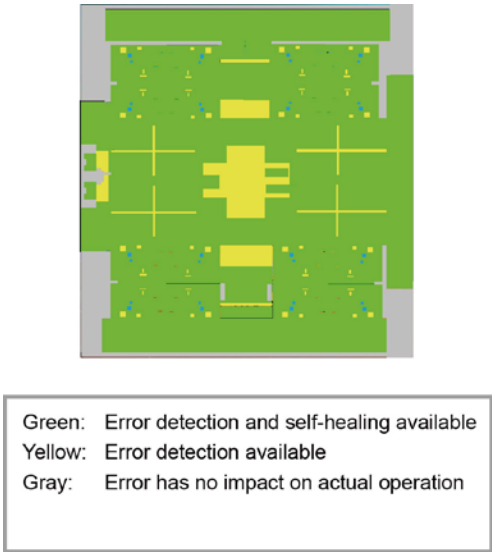 Green: Error detection and self-healing available
Yellow: Error detection available
Gray: Error has no impact on actual operation